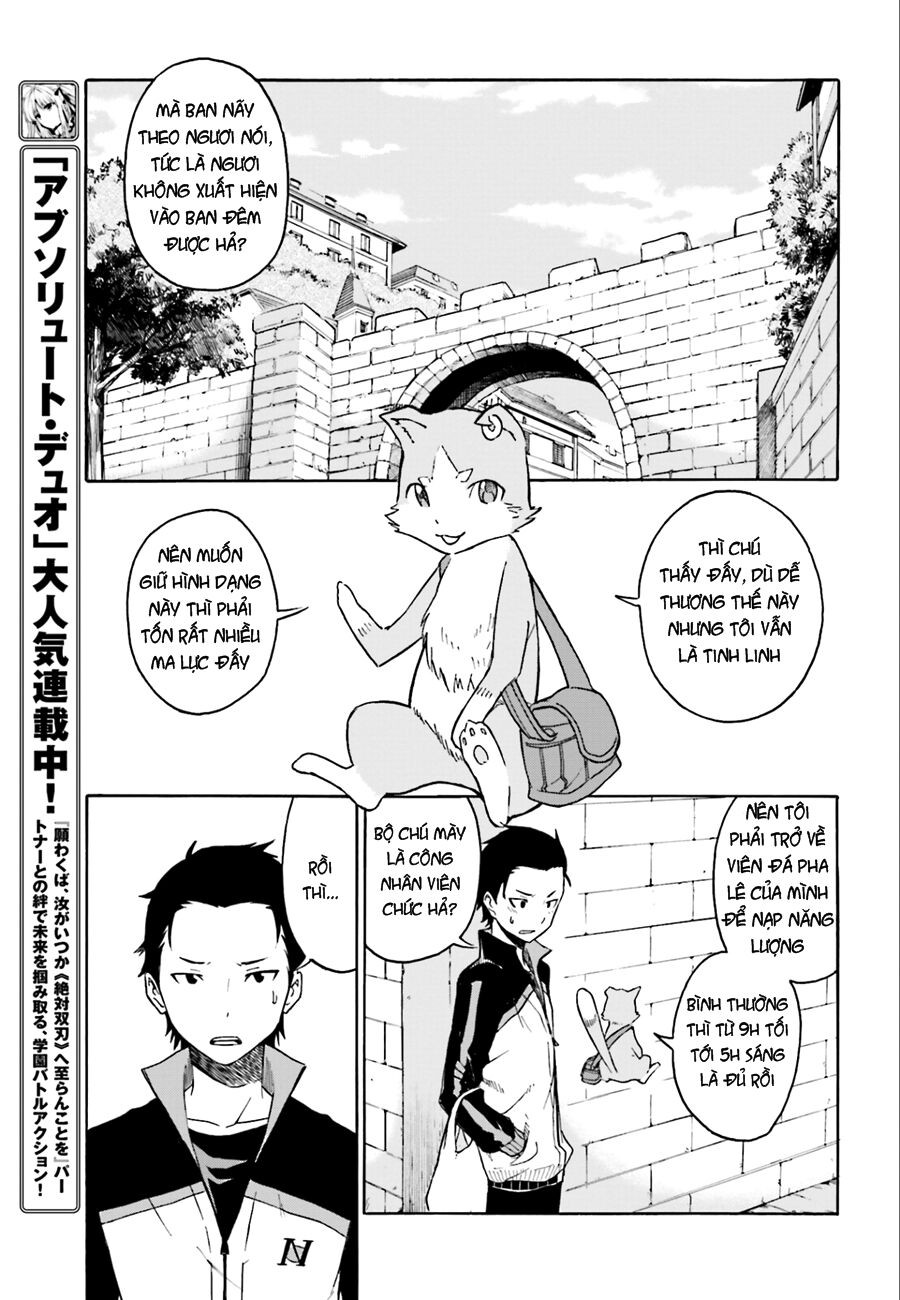 MÀ BAN NÃY
THEO NGƯƠI NÓI,
TỨC LÀ NGƯƠI
KHÔNG XUẤT HIỆN
VÀO BAN ĐÊM
ĐƯỢC HẢ?
THÌ CHÚ
THẤY ĐẤY, DÙ DỄ
THƯƠNG THẾ NÀY
NHƯNG TÔI VẪN
LÀ TINH LINH
NÊN MUỐN
GIỮ HÌNH DẠNG
NÀY THÌ PHẢI
TỐN RẤT NHIỀU
MA LỰC ĐẤY
NÊN TÔI
PHẢI TRỞ VỀ
VIÊN ĐÁ PHA
LÊ CỦA MÌNH
ĐỂ NẠP NĂNG
LƯỢNG
BÌNH THƯỜNG
THÌ TỪ 9H TỐI
TỚI 5H SÁNG
LÀ ĐỦ RỒI
BỘ CHÚ MÀY
LÀ CÔNG
NHÂN VIÊN
CHỨC HẢ?
RỒI
THÌ...
「アブソリュート・デュオ」大人気連載中!
『願わくば、汝がいつか《絶対双刃》へ至らんことを』パー
トナーとの絆で未来を掴み取る、学園バトルアクション!